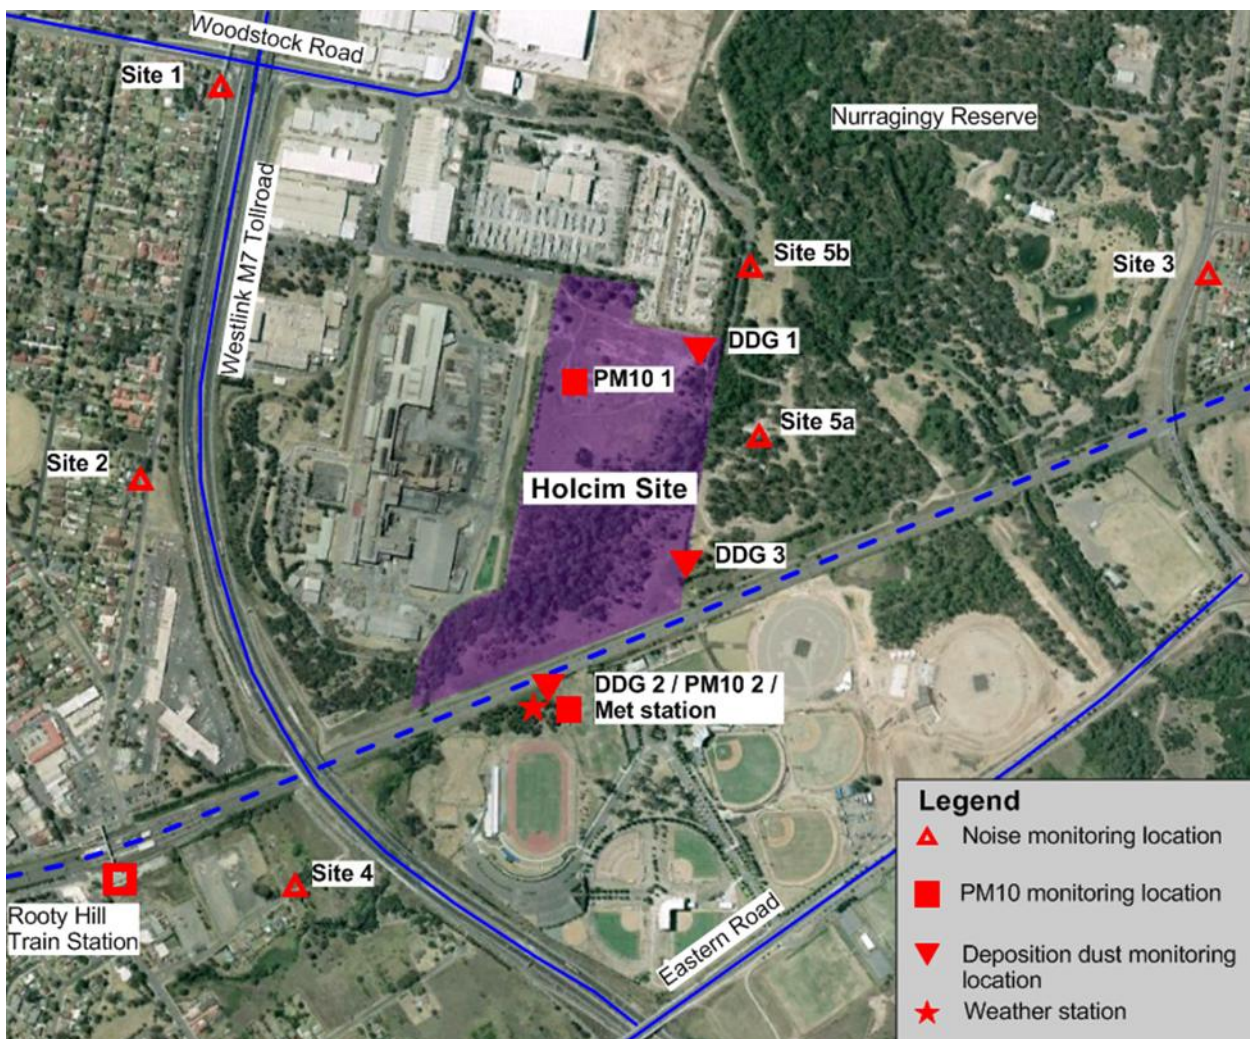 Woodstock Road
Site 1
Nurragingy Reserve
Westlink M7 Tollroad
Site 5b
Site 3
DDG 1
PM10 1
Site 5a
Site 2
Holcim Site
DDG 3
DDG 2 / PM10 2 /
Met station
Site 4
Rooty Hill
Train Station
Eastern Road
Legend
Noise monitoring location
PM10 monitoring location
Deposition dust monitoring
location
Weather station